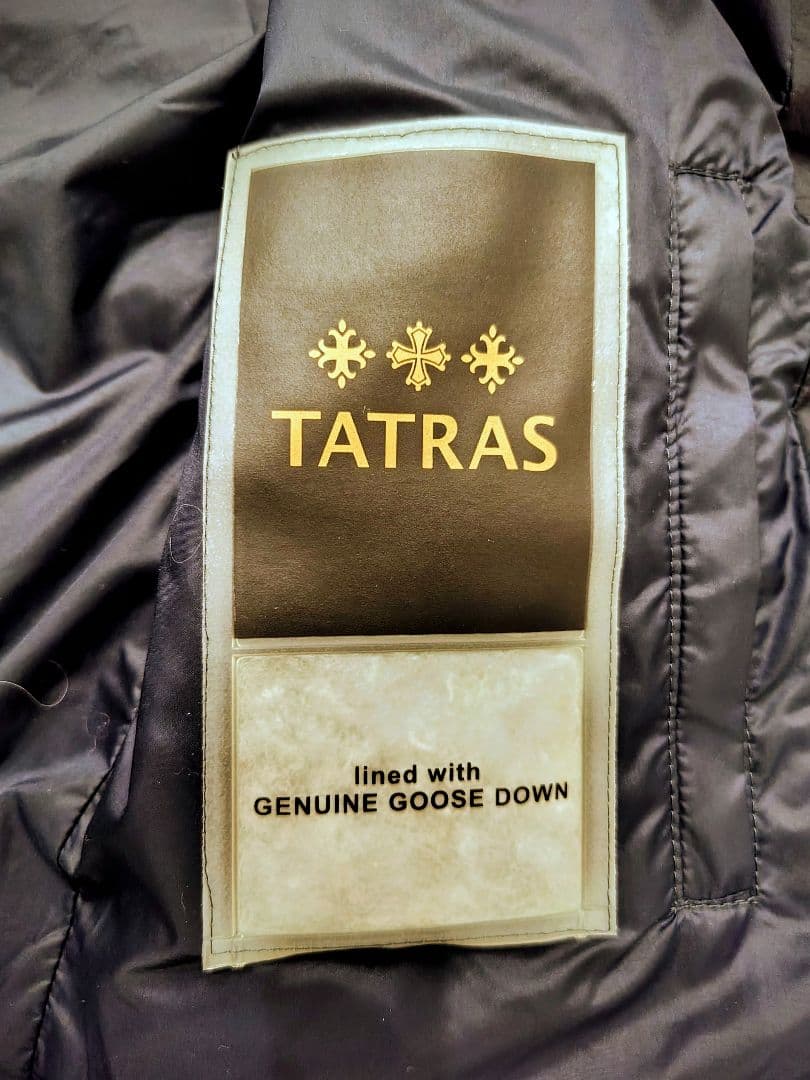 TATRAS
lined with
GENUINE GOOSE DOWN